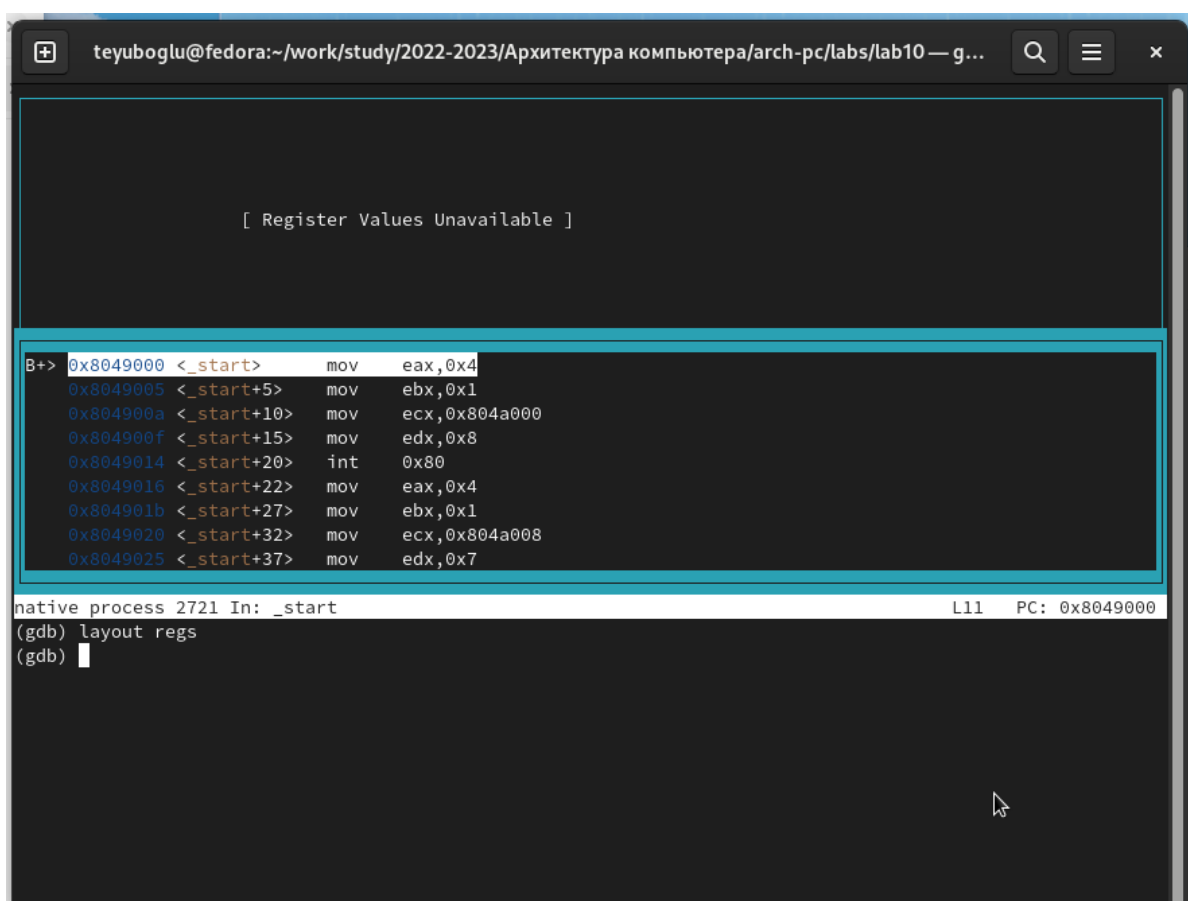 teyuboglu@fedora:~/work/study/2022-2023/Архитектура компьютера/arch-pc/labs/lab10 — g...
[ Register Values Unavailable ]
B+> 0x8049000 <_start>      mov    eax,0x4
0x8049005 <_start+5>    mov    ebx,0x1
0x804900a <_start+10>   mov    ecx,0x804a000
0x804900f <_start+15>   mov    edx,0x8
0x8049014 <_start+20>   int    0x80
0x8049016 <_start+22>   mov    eax,0x4
0x804901b <_start+27>   mov    ebx,0x1
0x8049020 <_start+32>   mov    ecx,0x804a008
0x8049025 <_start+37>   mov    edx,0x7
native process 2721 In: _start L11 PC: 0x8049000
(gdb) layout regs
(gdb)